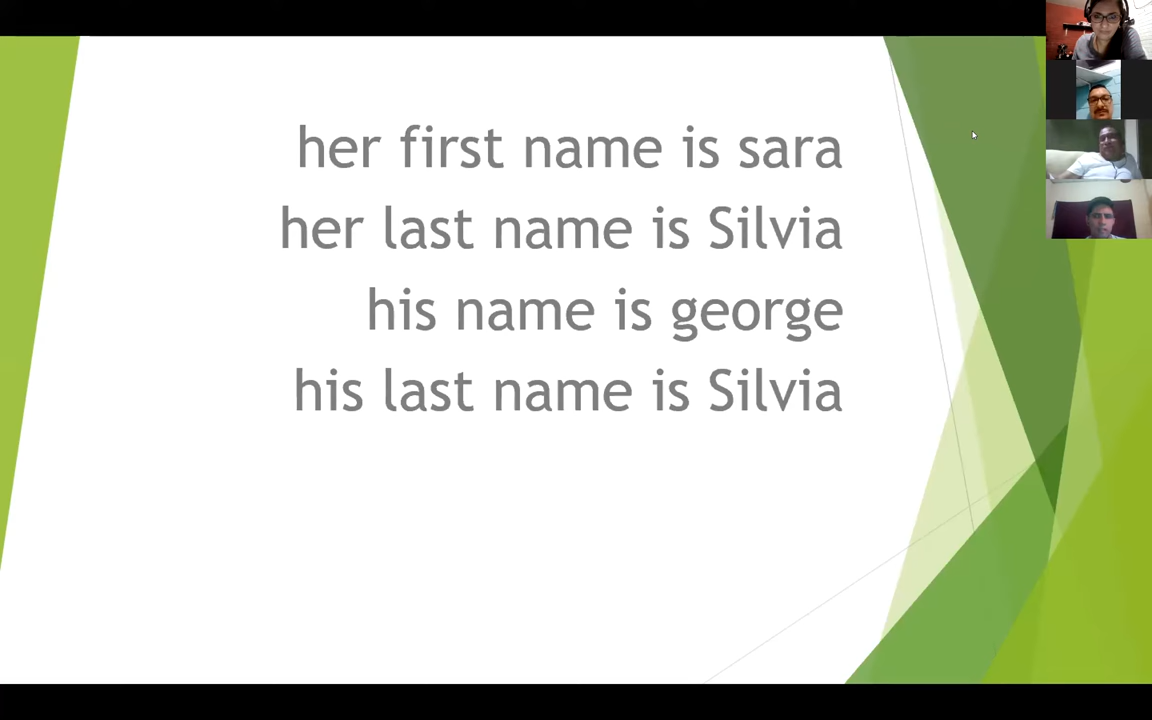 her first name is sara
her last name is Silvia
his name is george
his last name is Silvia